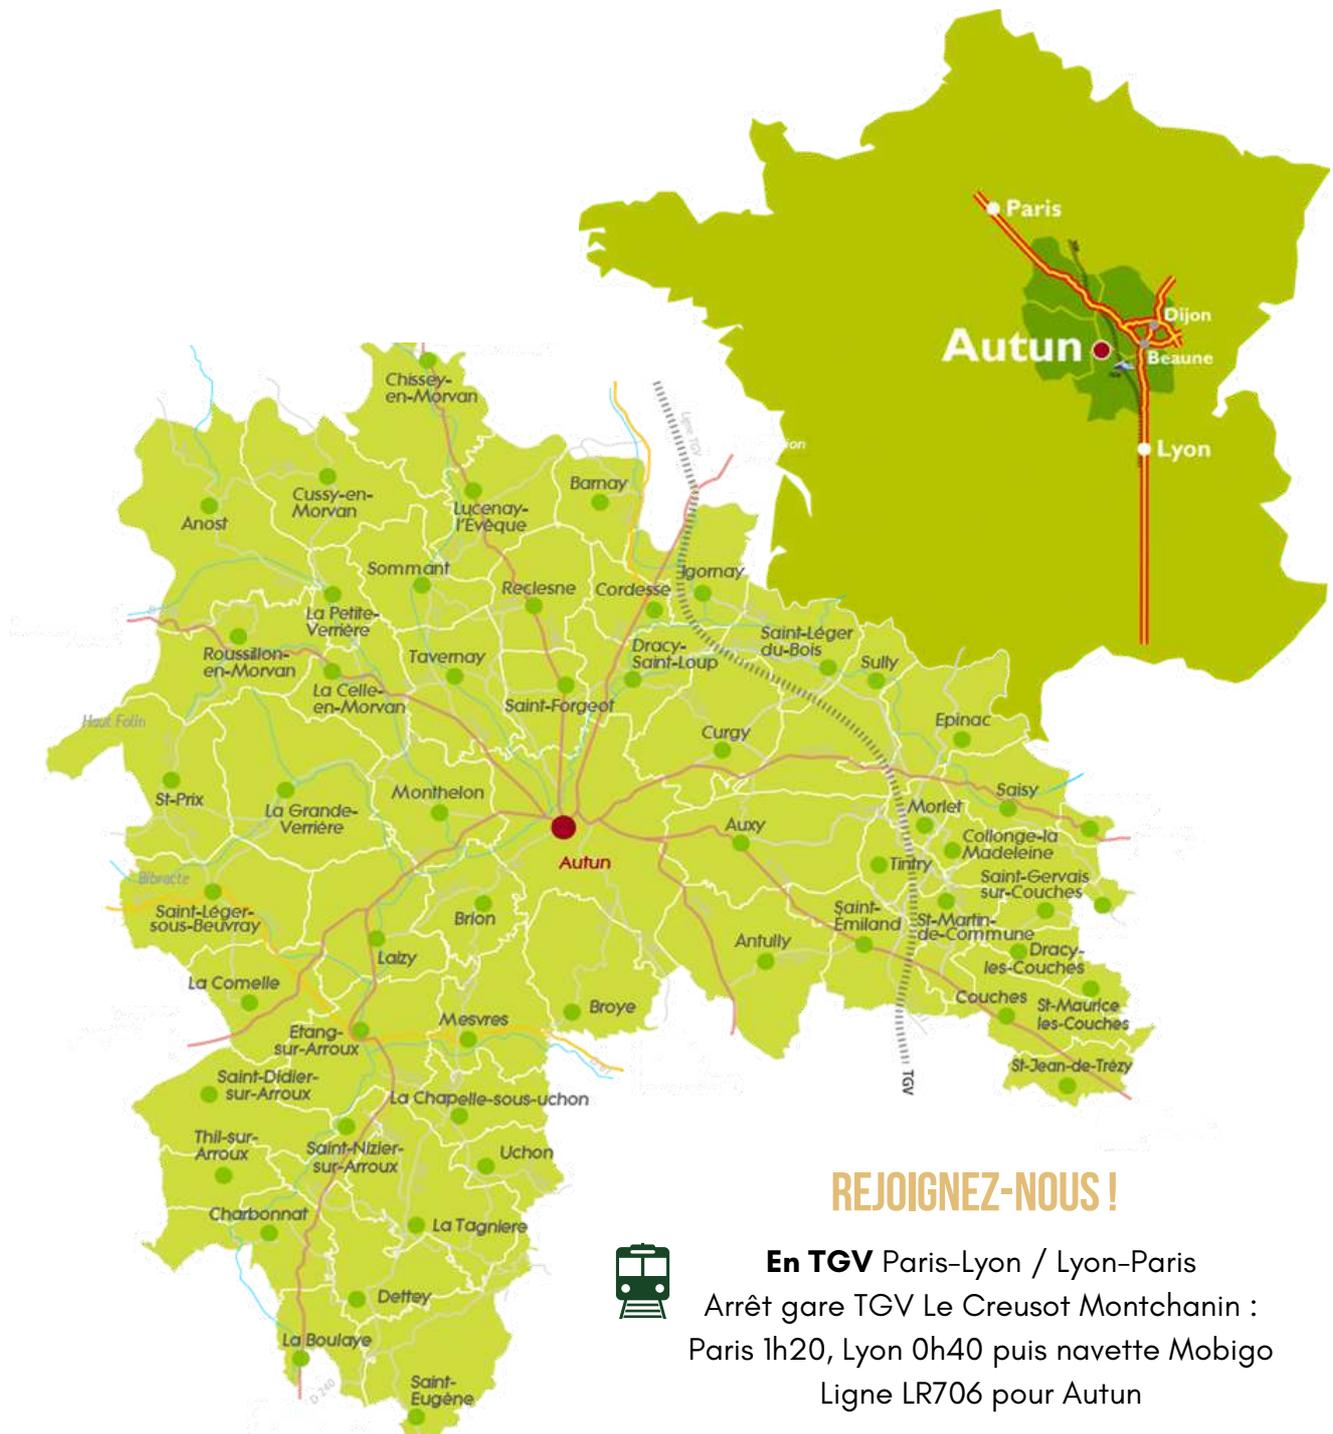 Paris
Dijon
Autun
Beaune
Lyon
Chissey-
en-Morvan
Ligne TGV
Cussy-en-
Morvan
Anost
Lucenay-
l'Evêque
Barnay
Sommant
Reclesne
Cordesse
Igornay
La Petite-
Verrière
Roussillon-
en-Morvan
La Celle-
en-Morvan
Tavernay
Saint-Forgeot
Dracy-
Saint-Loup
Saint-Léger
du-Bois
Sully
Haut Folin
Curgy
Epinac
St-Prix
La Grande-
Verrière
Monthelon
Autun
Auxy
Morlet
Saisy
Collonge-la
Madeleine
Tintry
Saint-Gervais
sur-Couches
Bibracte
Saint-Léger-
sous-Beuvray
Brion
Laizy
Antully
Saint-
Émiland
St-Martin-
de-Commune
Dracy-
les-Couches
La Comelle
Etang-
sur-Arroux
Mesvres
Broye
Couches
St-Maurice
les-Couches
St-Jean-de-Trézy
TGV
Saint-Didier-
sur-Arroux
La Chapelle-sous-uchon
Thil-sur-
Arroux
Saint-Nizier-
sur-Arroux
Uchon
Charbonnat
La Tagniere
Dettey
La Boulaye
D 240
Saint-
Eugène
REJOIGNEZ-NOUS !
En TGV Paris-Lyon / Lyon-Paris
Arrêt gare TGV Le Creusot Montchanin :
Paris 1h20, Lyon 0h40 puis navette Mobigo
Ligne LR706 pour Autun